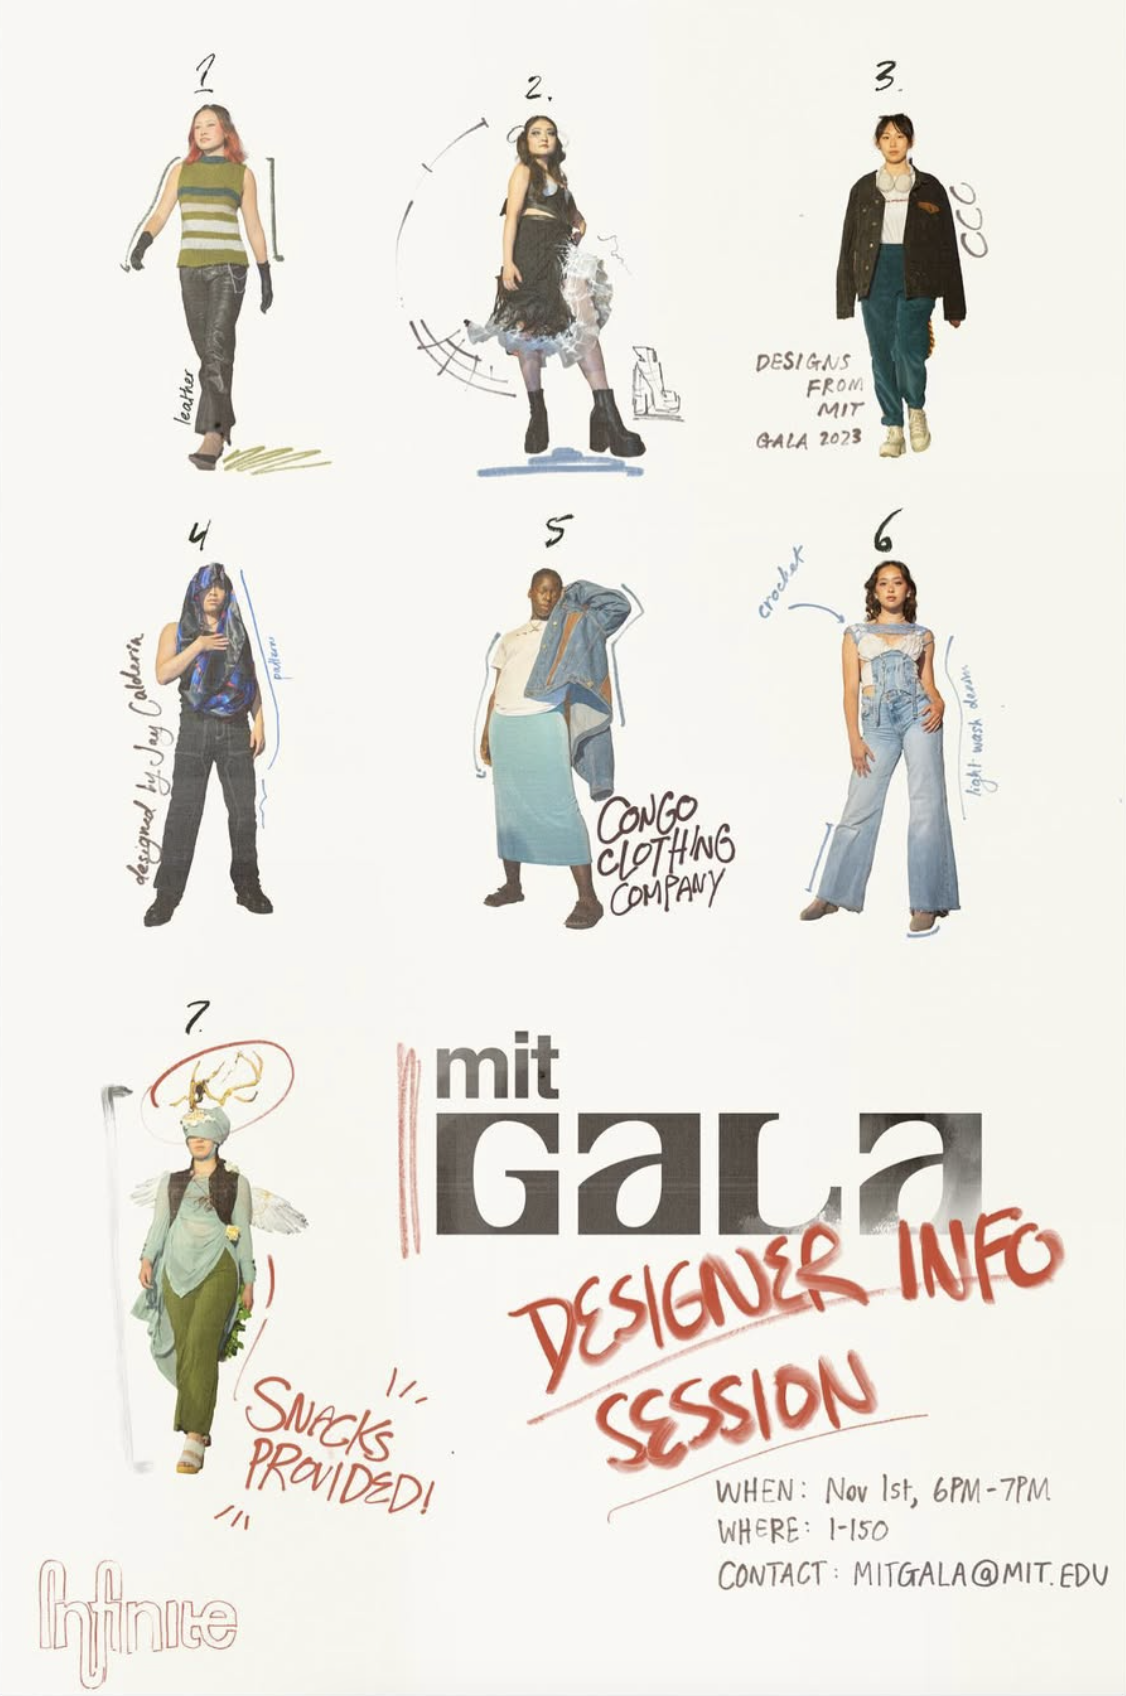 1
2.
3.
leather
CCC
DESIGNS
FROM
MIT
GALA 2023
4
5
6
designed by Jay Calderin
patterns
crochet
light wash denim
CONGO
CLOTHING
COMPANY
7.
mit
GaLa
DESIGNER INFO
SESSION
SNACKS
PROVIDED!
WHEN: Nov 1st, 6PM-7PM
WHERE: 1-150
CONTACT: MITGALA@MIT.EDU
Infinite